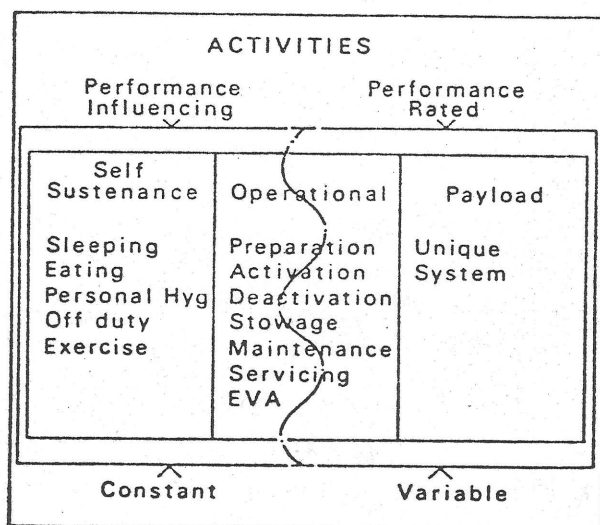 ACTIVITIES
Performance
Influencing
Performance
Rated
Self
Sustenance
Sleeping
Eating
Personal Hyg
Off duty
Exercise
Operational
Preparation
Activation
Deactivation
Stowage
Maintenance
Servicing
EVA
Payload
Unique
System
Constant
Variable